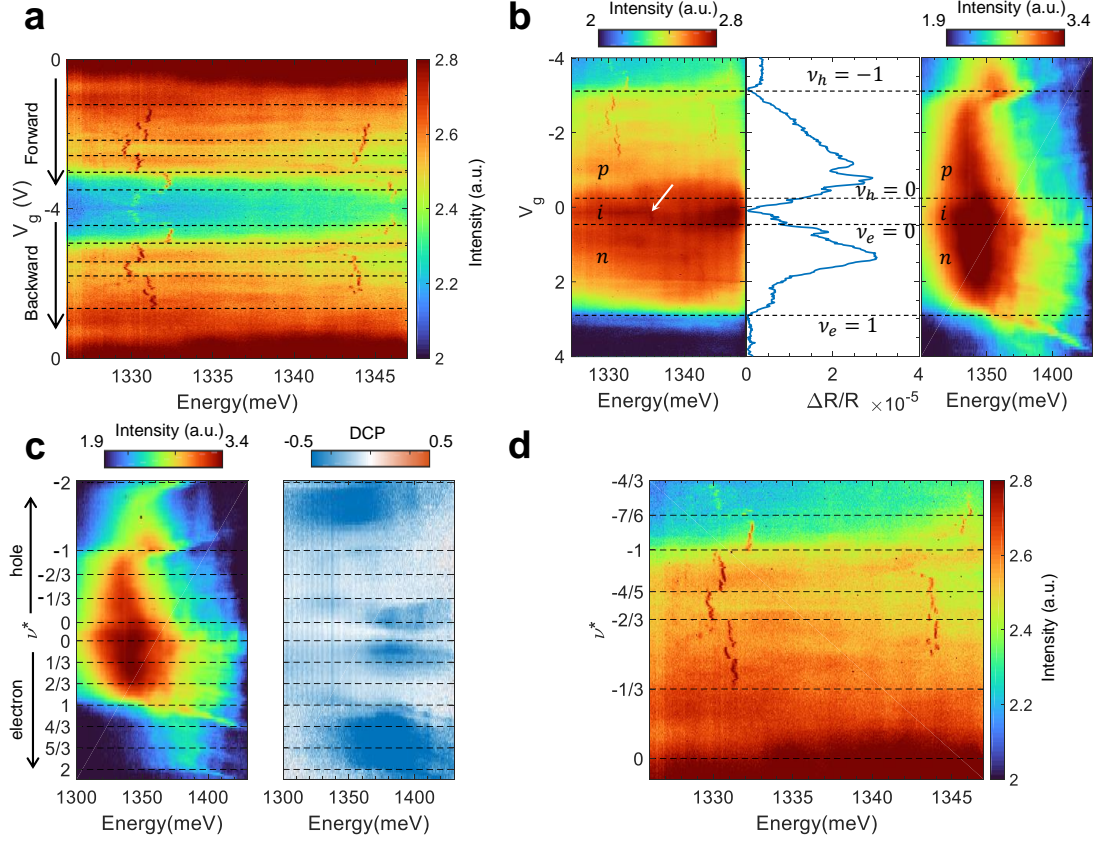 a
0
Forward
-4
V_g (V)
Backward
0
1330
1335
1340
1345
Energy(meV)
2.8
2.6
2.4
2.2
2
Intensity (a.u.)
b
Intensity (a.u.)
2
2.8
Intensity (a.u.)
1.9
3.4
-4
-2
0
2
4
V_g
p
i
n
1330
1340
Energy(meV)
ν_h = −1
ν_h = 0
ν_e = 0
ν_e = 1
0
2
4
ΔR/R ×10^-5
p
i
n
1350
1400
Energy(meV)
c
Intensity (a.u.)
1.9
3.4
DCP
-0.5
0.5
hole
ν*
electron
-2
-1
-2/3
-1/3
0
0
1/3
2/3
1
4/3
5/3
2
1300
1350
1400
Energy(meV)
1300
1350
1400
Energy(meV)
d
-4/3
-7/6
-1
-4/5
-2/3
-1/3
0
ν*
1330
1335
1340
1345
Energy(meV)
2.8
2.6
2.4
2.2
2
Intensity (a.u.)